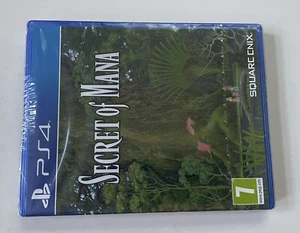 PS4
SECRET of MANA
SQUARE ENIX
7